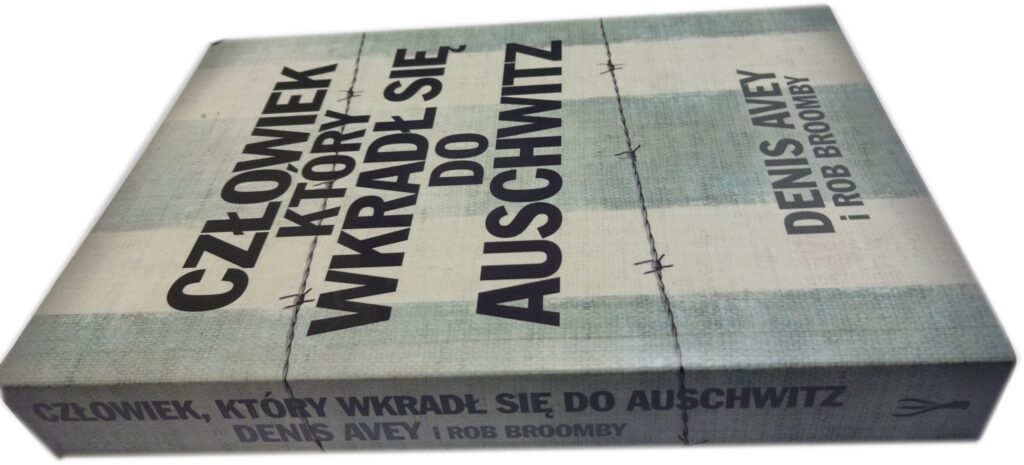 CZŁOWIEK
KTÓRY
WKRADŁ SIĘ
DO
AUSCHWITZ
DENIS AVEY
i ROB BROOMBY
CZŁOWIEK, KTÓRY WKRADŁ SIĘ DO AUSCHWITZ
DENIS AVEY i ROB BROOMBY